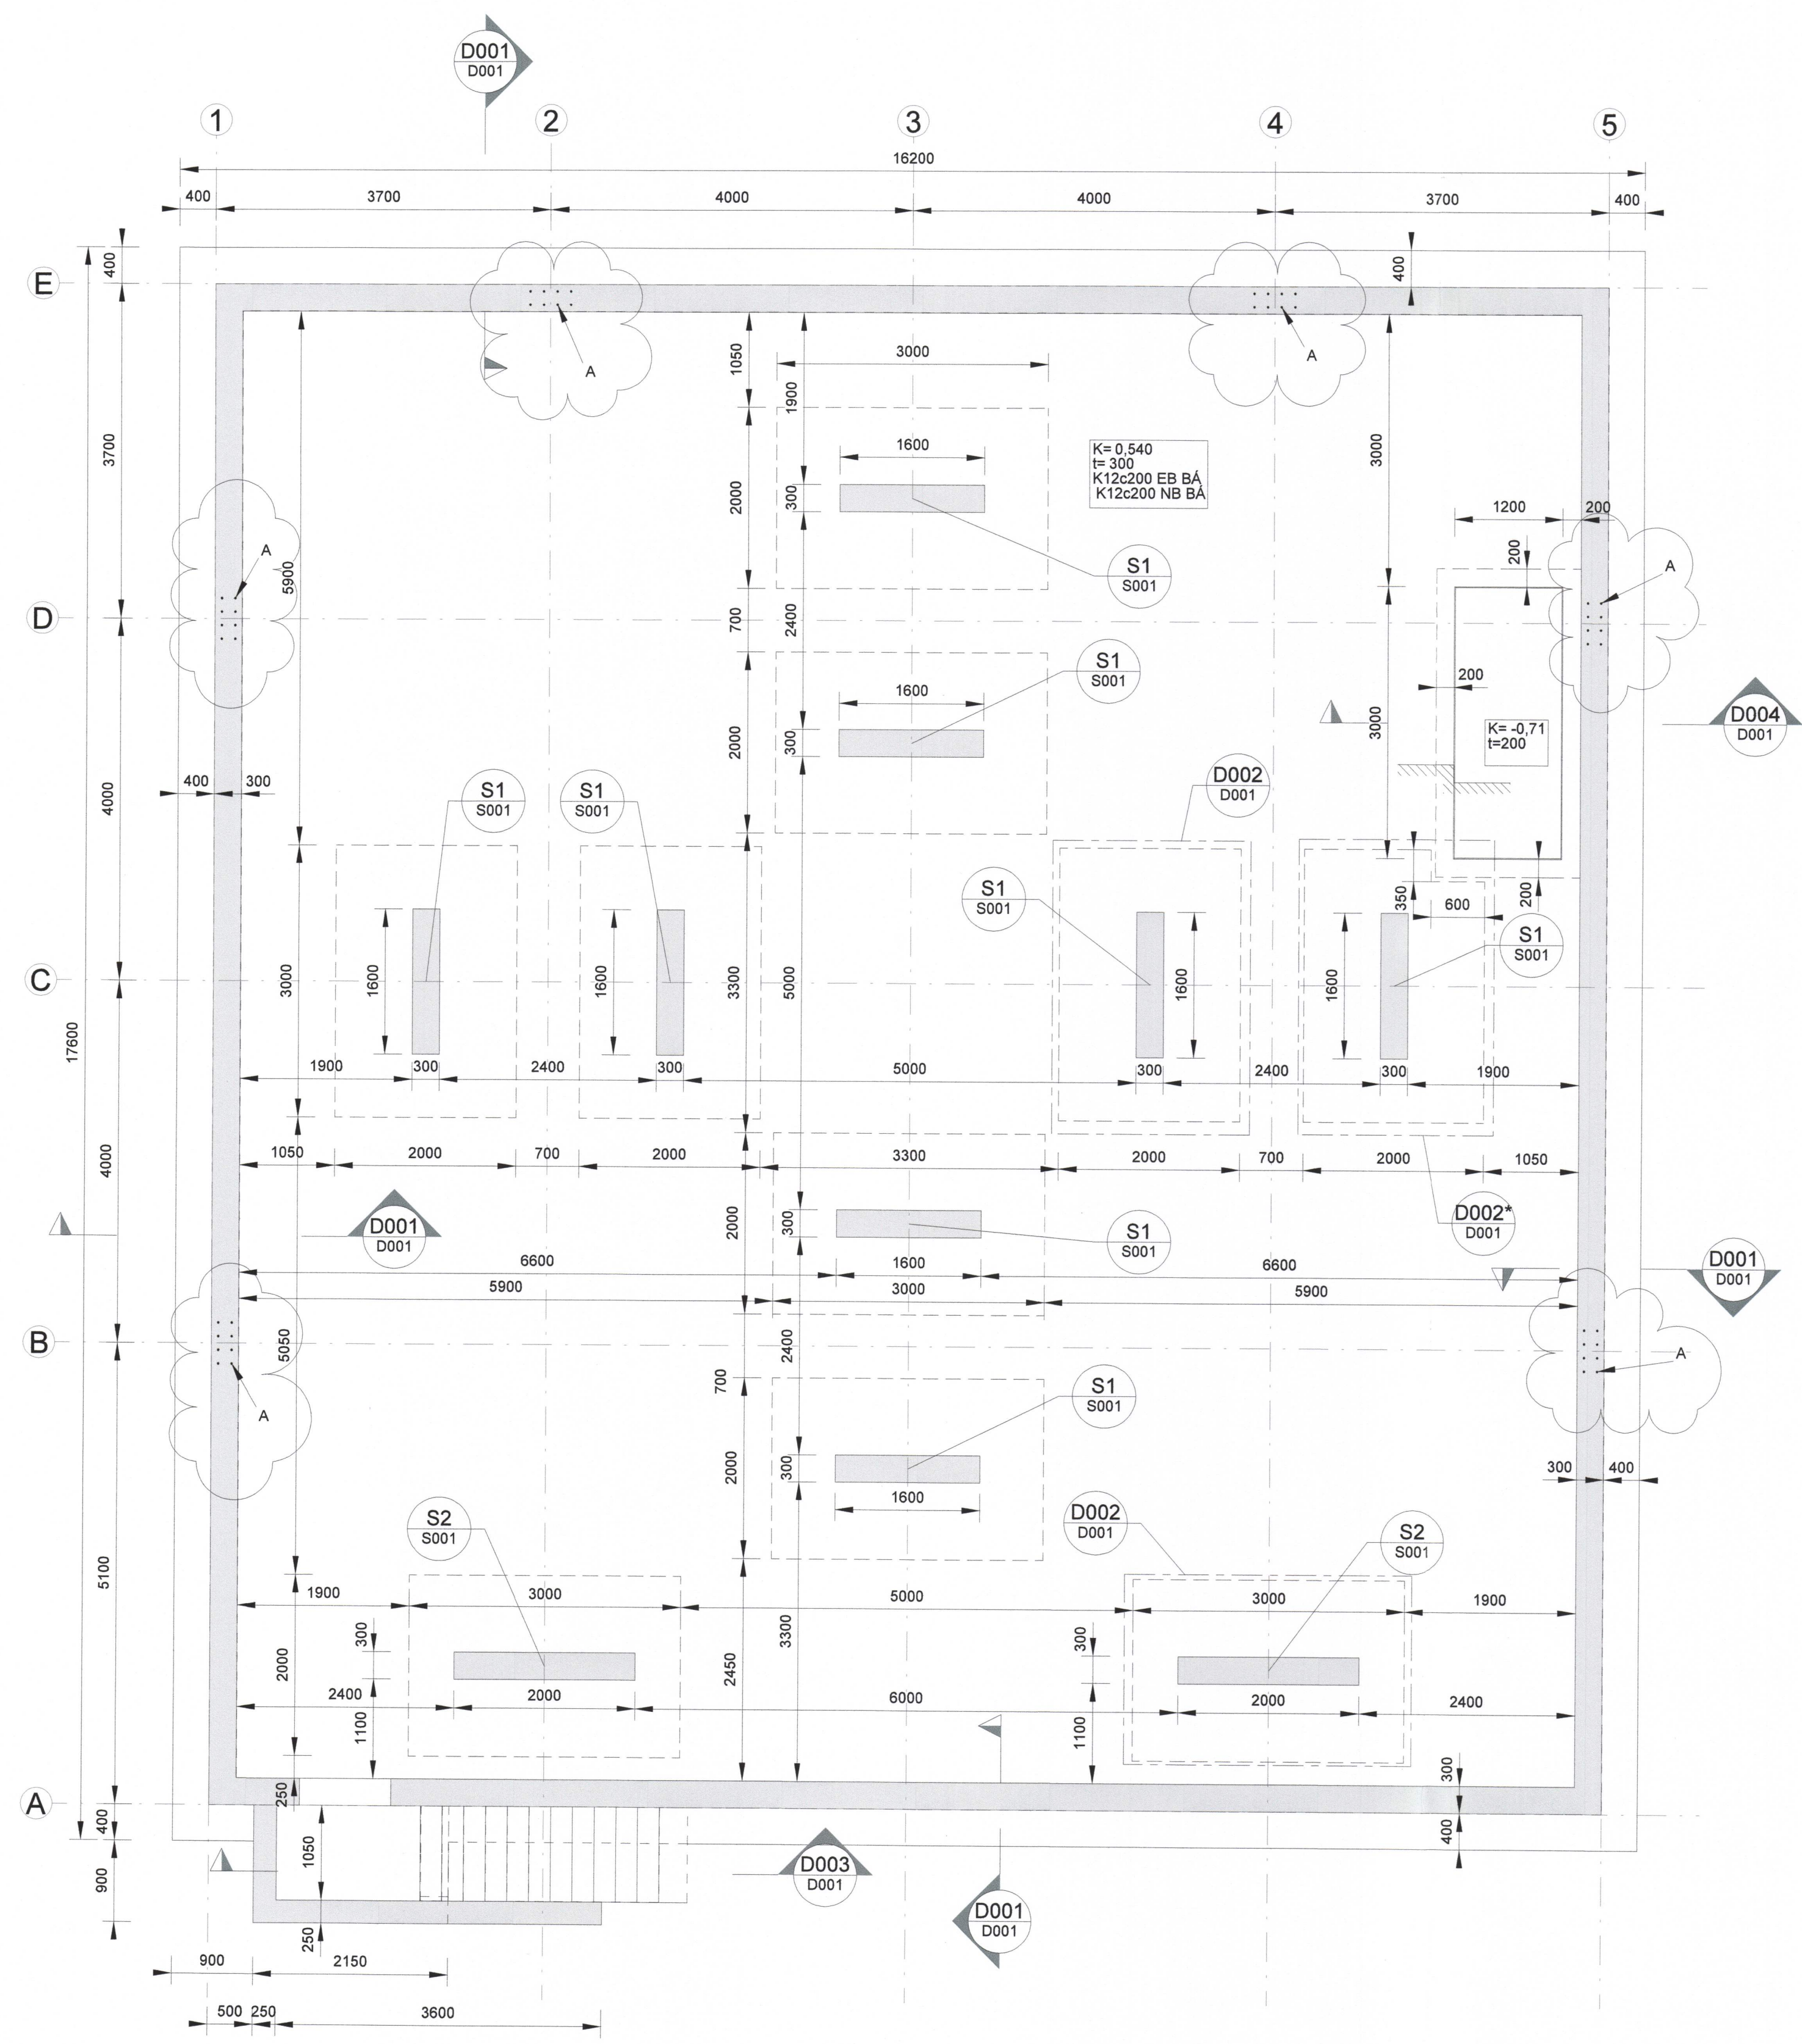 D001
D001
1
2
3
4
5
16200
400
3700
4000
4000
3700
400
400
E
400
A
A
3000
1050
1900
3700
3000
K= 0,540
t= 300
K12c200 EB BÁ
K12c200 NB BÁ
1600
2000
300
1200
200
A
5900
S1
S001
200
A
D
700
2400
S1
S001
1600
200
3000
D004
D001
K= -0,71
t=200
2000
300
400
300
4000
S1
S001
S1
S001
D002
D001
S1
S001
350
600
200
S1
S001
1600
1600
1600
1600
C
3000
3300
5000
17600
1900
300
2400
300
5000
300
2400
300
1900
1050
2000
700
2000
3300
2000
700
2000
1050
4000
D001
D001
2000
300
S1
S001
D002*
D001
6600
1600
6600
D001
D001
5900
3000
5900
B
5050
2400
A
A
700
S1
S001
2000
300
1600
300
400
S2
S001
D002
D001
S2
S001
5100
1900
3000
5000
3000
1900
300
300
2000
3300
2450
2400
2000
6000
2000
2400
1100
1100
300
A
250
400
400
1050
900
D003
D001
D001
D001
250
900
2150
500
250
3600